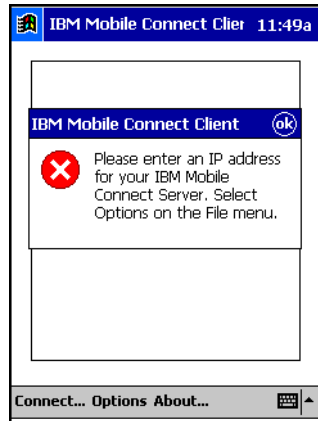 IBM Mobile Connect Clier 11:49a
IBM Mobile Connect Client ok
Please enter an IP address
for your IBM Mobile
Connect Server. Select
Options on the File menu.
Connect... Options About...